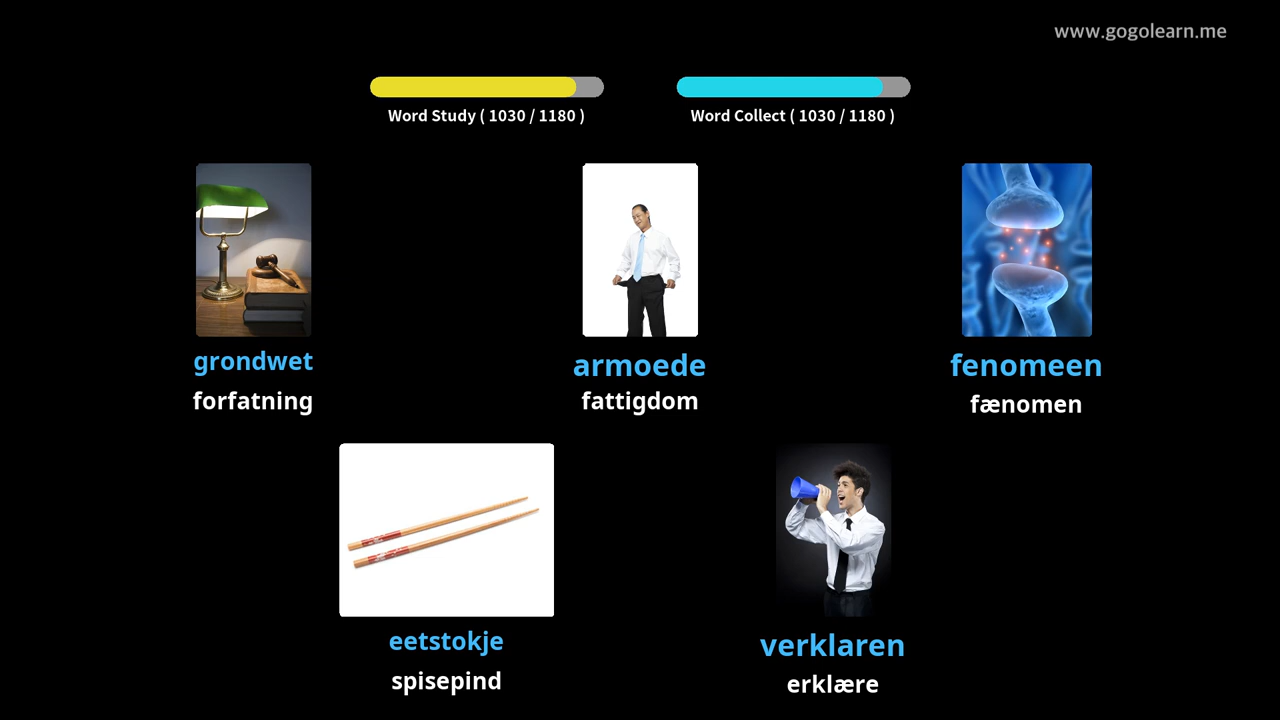 www.gogolearn.me
Word Study ( 1030 / 1180 )
Word Collect ( 1030 / 1180 )
grondwet
forfatning
armoede
fattigdom
fenomeen
fænomen
eetstokje
spisepind
verklaren
erklære